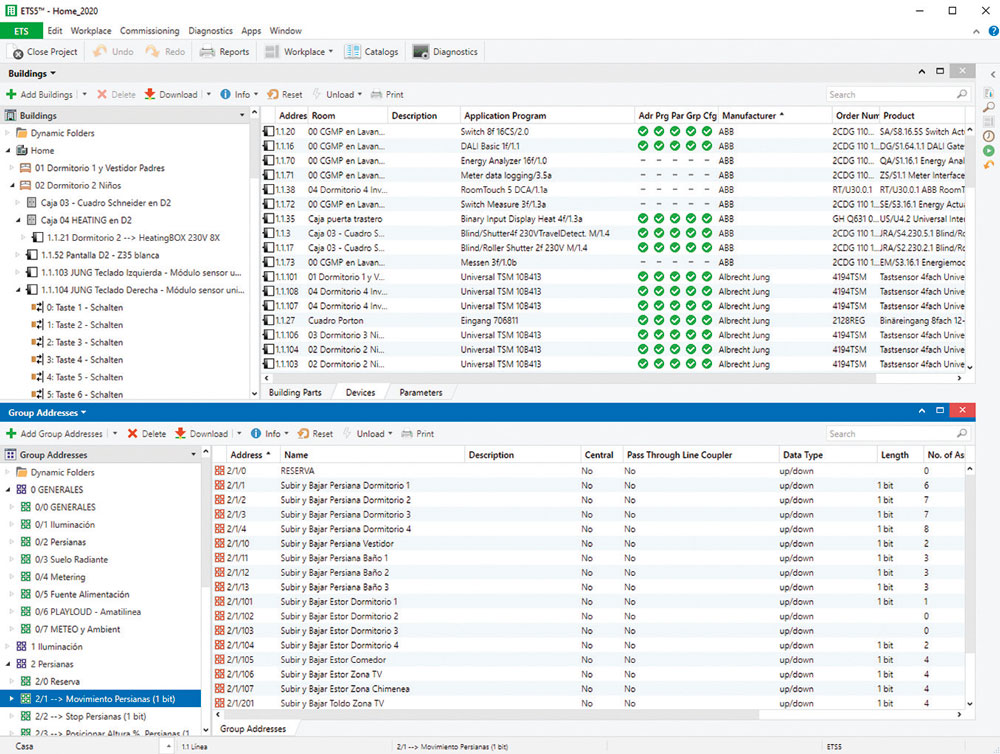 ETS5™ - Home_2020
ETS Edit Workplace Commissioning Diagnostics Apps Window
Close Project Undo Redo Reports Workplace Catalogs Diagnostics
Buildings
Add Buildings Delete Download Info Reset Unload Print Search
Buildings
Dynamic Folders
Home
01 Dormitorio 1 y Vestidor Padres
02 Dormitorio 2 Niños
Caja 03 - Cuadro Schneider en D2
Caja 04 HEATING en D2
1.1.21 Dormitorio 2 --> HeatingBOX 230V 8X
1.1.52 Pantalla D2 - Z35 blanca
1.1.103 JUNG Teclado Izquierda - Módulo sensor u...
1.1.104 JUNG Teclado Derecha - Módulo sensor uni...
0: Taste 1 - Schalten
1: Taste 2 - Schalten
2: Taste 3 - Schalten
3: Taste 4 - Schalten
4: Taste 5 - Schalten
5: Taste 6 - Schalten
Addres Room Description Application Program Adr Prg Par Grp Cfg Manufacturer Order Num Product
1.1.20 00 CGMP en Lavan... Switch 8f 16CS/2.0 ABB 2CDG 110... SA/S8.16.5S Switch Actu
1.1.16 00 CGMP en Lavan... DALI Basic 1f/1.1 ABB 2CDG 110 1... DG/S1.64.1.1 DALI Gate
1.1.70 00 CGMP en Lavan... Energy Analyzer 16f/1.0 - - - - - ABB 2CDG 110... QA/S1.16.1 Energy Anal
1.1.71 00 CGMP en Lavan... Meter data logging/3.5a - - - - - ABB 2CDG 110 0... ZS/S1.1 Meter Interface
1.1.38 04 Dormitorio 4 Inv... RoomTouch 5 DCA/1.1a - - - - - ABB RT/U30.0.1 RT/U30.0.1 ABB RoomT
1.1.72 00 CGMP en Lavan... Switch Measure 3f/1.3a - - - - - ABB 2CDG 110 1... SE/S3.16.1 Energy Actua
1.1.35 Caja puerta trastero Binary Input Display Heat 4f/1.3a ABB GH Q631 0... US/U4.2 Universal Inter
1.1.3 Caja 03 - Cuadro S... Blind/Shutter4f 230VTravelDetect. M/1.4 ABB 2CDG 110 1... JRA/S4.230.5.1 Blind/Ro
1.1.17 Caja 03 - Cuadro S... Blind/Roller Shutter 2f 230V M/1.4 ABB 2CDG 110 1... JRA/S2.230.2.1 Blind/Ro
1.1.73 00 CGMP en Lavan... Messen 3f/1.0b - - - - - ABB 2CDG 110 1... EM/S3.16.1 Energiemod
1.1.101 01 Dormitorio 1 y V... Universal TSM 10B413 Albrecht Jung 4194TSM Tastsensor 4fach Unive
1.1.108 04 Dormitorio 4 Inv... Universal TSM 10B413 Albrecht Jung 4194TSM Tastsensor 4fach Unive
1.1.107 04 Dormitorio 4 Inv... Universal TSM 10B413 Albrecht Jung 4194TSM Tastsensor 4fach Unive
1.1.27 Cuadro Porton Eingang 706811 Albrecht Jung 2128REG Binäreingang 8fach 12-
1.1.106 03 Dormitorio 3 Ni... Universal TSM 10B413 Albrecht Jung 4194TSM Tastsensor 4fach Unive
1.1.104 02 Dormitorio 2 Ni... Universal TSM 10B413 Albrecht Jung 4194TSM Tastsensor 4fach Unive
1.1.103 02 Dormitorio 2 Ni... Universal TSM 10B413 Albrecht Jung 4194TSM Tastsensor 4fach Unive
Building Parts Devices Parameters
Group Addresses
Add Group Addresses Delete Download Info Reset Unload Print Search
Group Addresses
Dynamic Folders
0 GENERALES
0/0 GENERALES
0/1 Iluminación
0/2 Persianas
0/3 Suelo Radiante
0/4 Metering
0/5 Fuente Alimentación
0/6 PLAYLOUD - Amatilinea
0/7 METEO y Ambient
1 Iluminación
2 Persianas
2/0 Reserva
2/1 --> Movimiento Persianas (1 bit)
2/2 --> Stop Persianas (1 bit)
2/3 --> Posicionar Altura %, Persianas (1
Address Name Description Central Pass Through Line Coupler Data Type Length No. of As
2/1/0 RESERVA No No up/down 0
2/1/1 Subir y Bajar Persiana Dormitorio 1 No No up/down 1 bit 6
2/1/2 Subir y Bajar Persiana Dormitorio 2 No No up/down 1 bit 7
2/1/3 Subir y Bajar Persiana Dormitorio 3 No No up/down 1 bit 7
2/1/4 Subir y Bajar Persiana Dormitorio 4 No No up/down 1 bit 8
2/1/10 Subir y Bajar Persiana Vestidor No No up/down 1 bit 2
2/1/11 Subir y Bajar Persiana Baño 1 No No up/down 1 bit 3
2/1/12 Subir y Bajar Persiana Baño 2 No No up/down 1 bit 3
2/1/13 Subir y Bajar Persiana Baño 3 No No up/down 1 bit 3
2/1/101 Subir y Bajar Estor Dormitorio 1 No No up/down 1 bit 1
2/1/102 Subir y Bajar Estor Dormitorio 2 No No up/down 0
2/1/103 Subir y Bajar Estor Dormitorio 3 No No up/down 0
2/1/104 Subir y Bajar Estor Dormitorio 4 No No up/down 1 bit 2
2/1/105 Subir y Bajar Estor Comedor No No up/down 1 bit 4
2/1/106 Subir y Bajar Estor Zona TV No No up/down 1 bit 4
2/1/107 Subir y Bajar Estor Zona Chimenea No No up/down 1 bit 4
2/1/201 Subir y Bajar Toldo Zona TV No No up/down 1 bit 4
Group Addresses
Casa 1.1 Línea 2/1 --> Movimiento Persianas (1 bit) ETS5